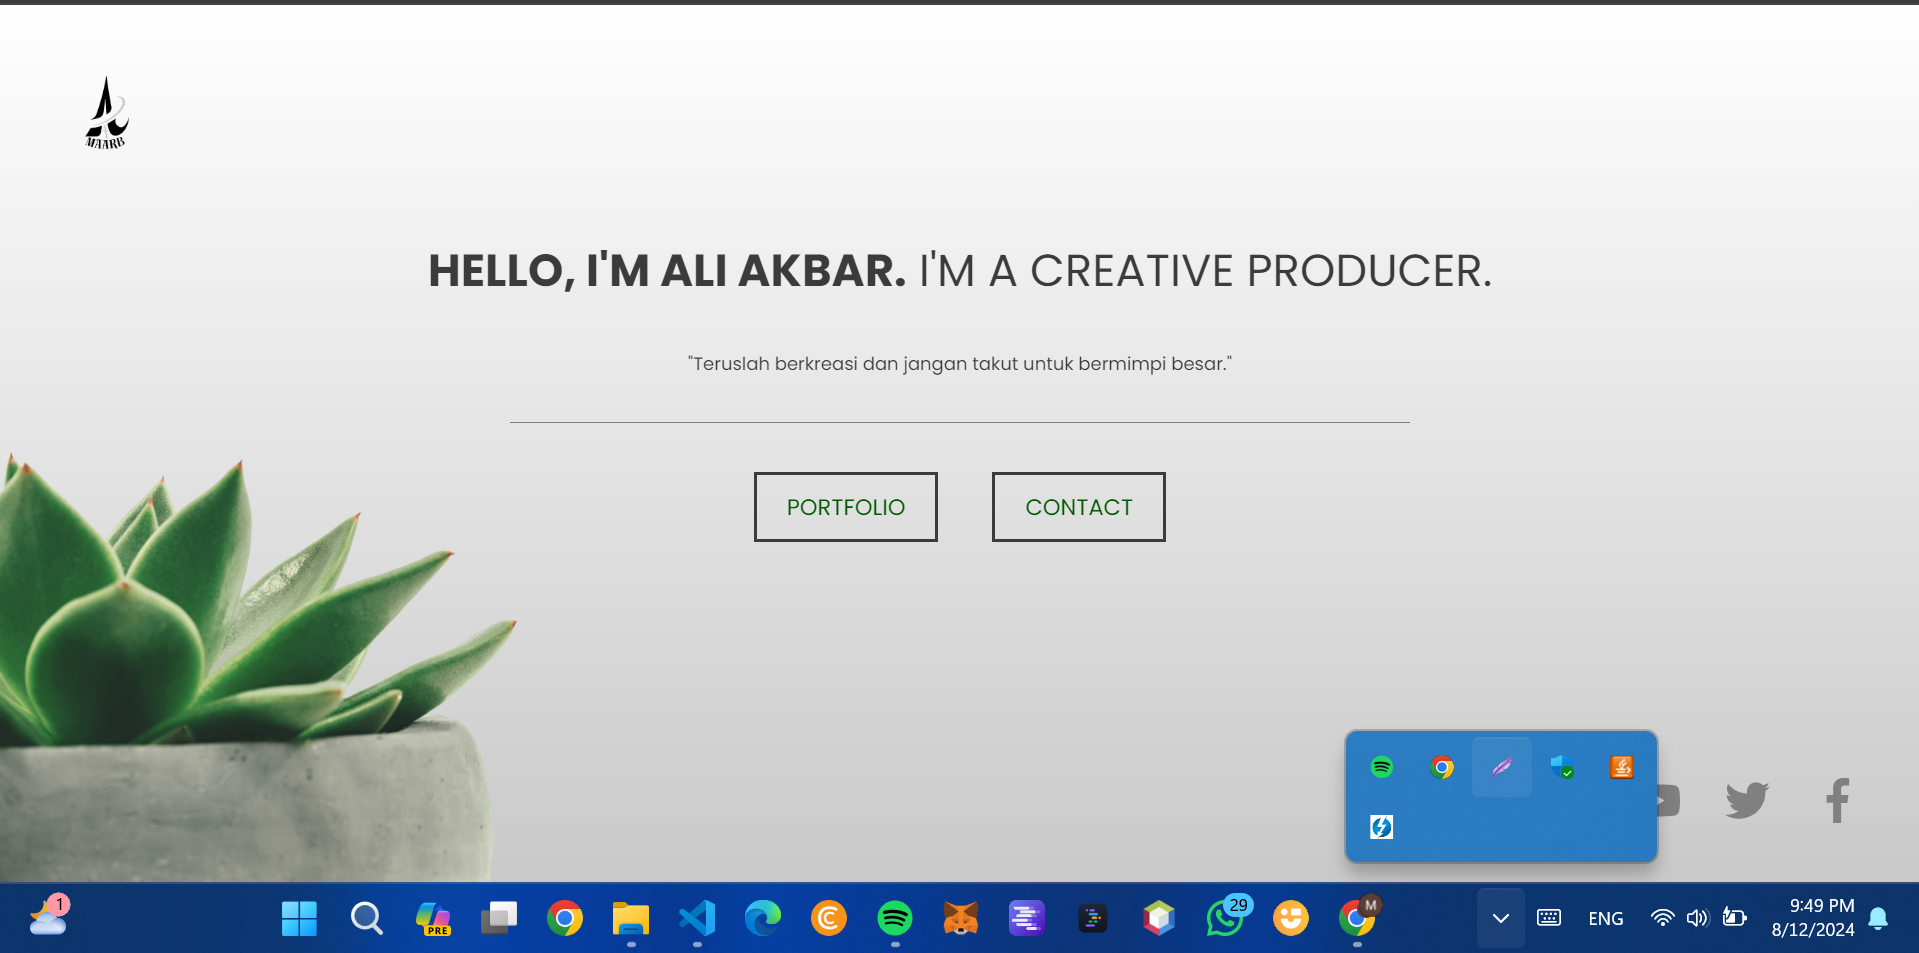 MAARB
HELLO, I'M ALI AKBAR. I'M A CREATIVE PRODUCER.
"Teruslah berkreasi dan jangan takut untuk bermimpi besar."
PORTFOLIO
CONTACT
1
PRE
29
M
ENG
9:49 PM
8/12/2024